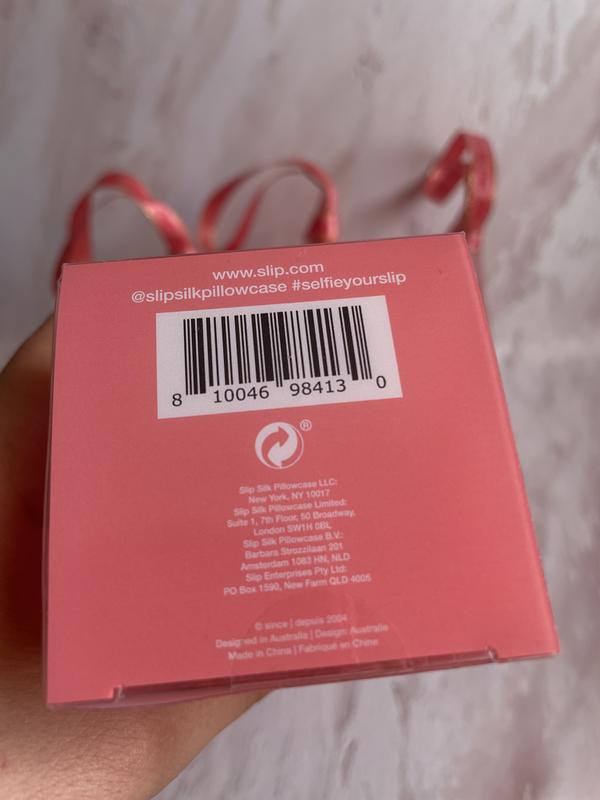 www.slip.com
@slipsilkpillowcase #selfieyourslip
8 10046 98413 0
®
Slip Silk Pillowcase LLC:
New York, NY 10017
Slip Silk Pillowcase Limited:
Suite 1, 7th Floor, 50 Broadway,
London SW1H 0BL
Slip Silk Pillowcase B.V.:
Barbara Strozzilaan 201
Amsterdam 1083 HN, NLD
Slip Enterprises Pty Ltd:
PO Box 1590, New Farm QLD 4005
© since | depuis 2004
Designed in Australia | Design: Australie
Made in China | Fabriqué en Chine